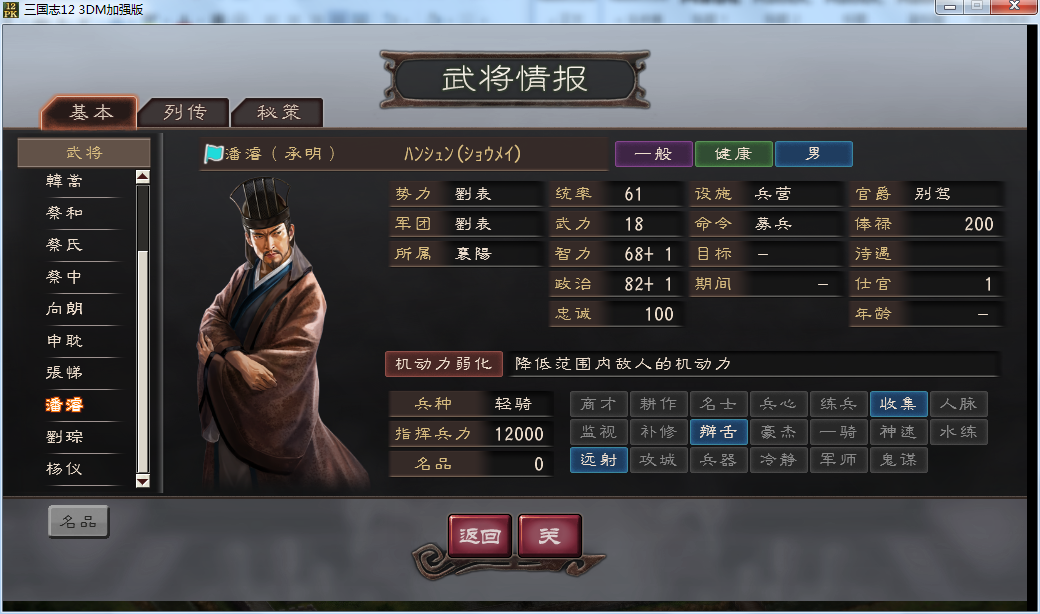 三国志12 3DM加强版
武将情报
基本 列传 秘策
武将
韓嵩
蔡和
蔡氏
蔡中
向朗
申耽
張悌
潘濬
劉琮
杨仪
潘濬（承明） ハンシュン(ショウメイ) 一般 健康 男
势力 劉表 统率 61 设施 兵营 官爵 别驾
军团 劉表 武力 18 命令 募兵 俸禄 200
所属 襄陽 智力 68+ 1 目标 — 待遇
政治 82+ 1 期间 — 仕官 1
忠诚 100 年龄 —
机动力弱化 降低范围内敌人的机动力
兵种 轻骑 商才 耕作 名士 兵心 练兵 收集 人脉
指挥兵力 12000 监视 补修 辩舌 豪杰 一骑 神速 水练
名品 0 远射 攻城 兵器 冷静 军师 鬼谋
名品
返回 关